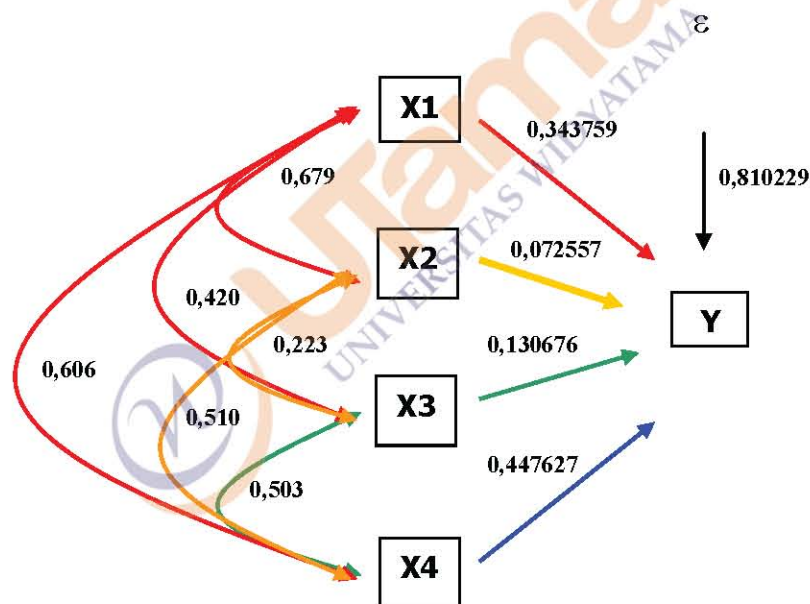 ε
X1
0,343759
0,679
0,810229
X2
0,072557
0,420
Y
0,223
0,130676
0,606
X3
0,510
0,447627
0,503
X4
UTama
UNIVERSITAS WIDYATAMA